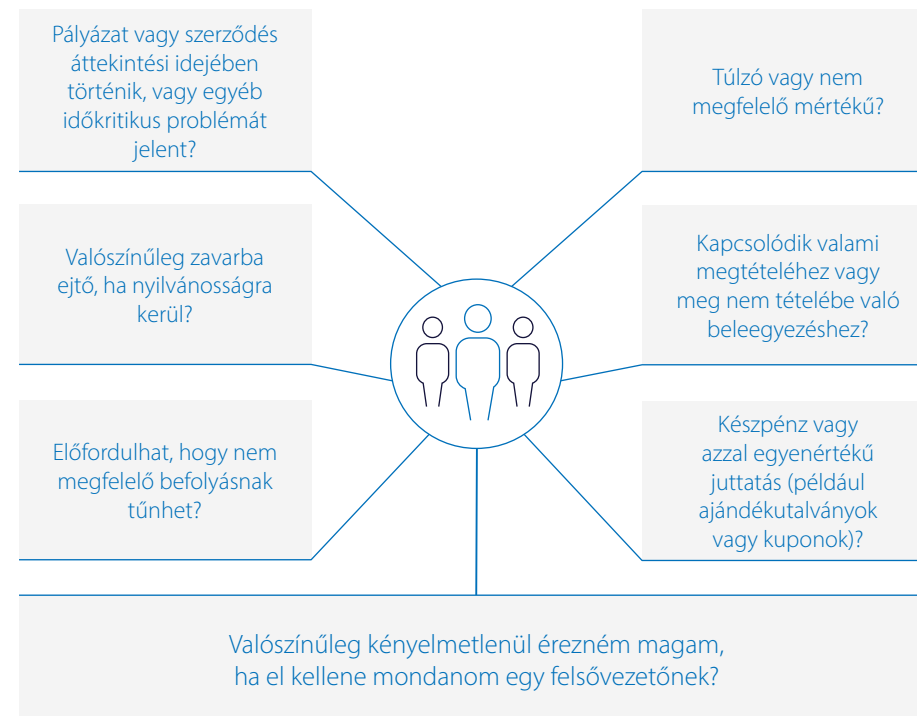 Pályázat vagy szerződés
áttekintési idejében
történik, vagy egyéb
időkritikus problémát
jelent?
Túlzó vagy nem
megfelelő mértékű?
Valószínűleg zavarba
ejtő, ha nyilvánosságra
kerül?
Kapcsolódik valami
megtételéhez vagy
meg nem tételébe való
beleegyezéshez?
Előfordulhat, hogy nem
megfelelő befolyásnak
tűnhet?
Készpénz vagy
azzal egyenértékű
juttatás (például
ajándékutalványok
vagy kuponok)?
Valószínűleg kényelmetlenül érezném magam,
ha el kellene mondanom egy felsővezetőnek?